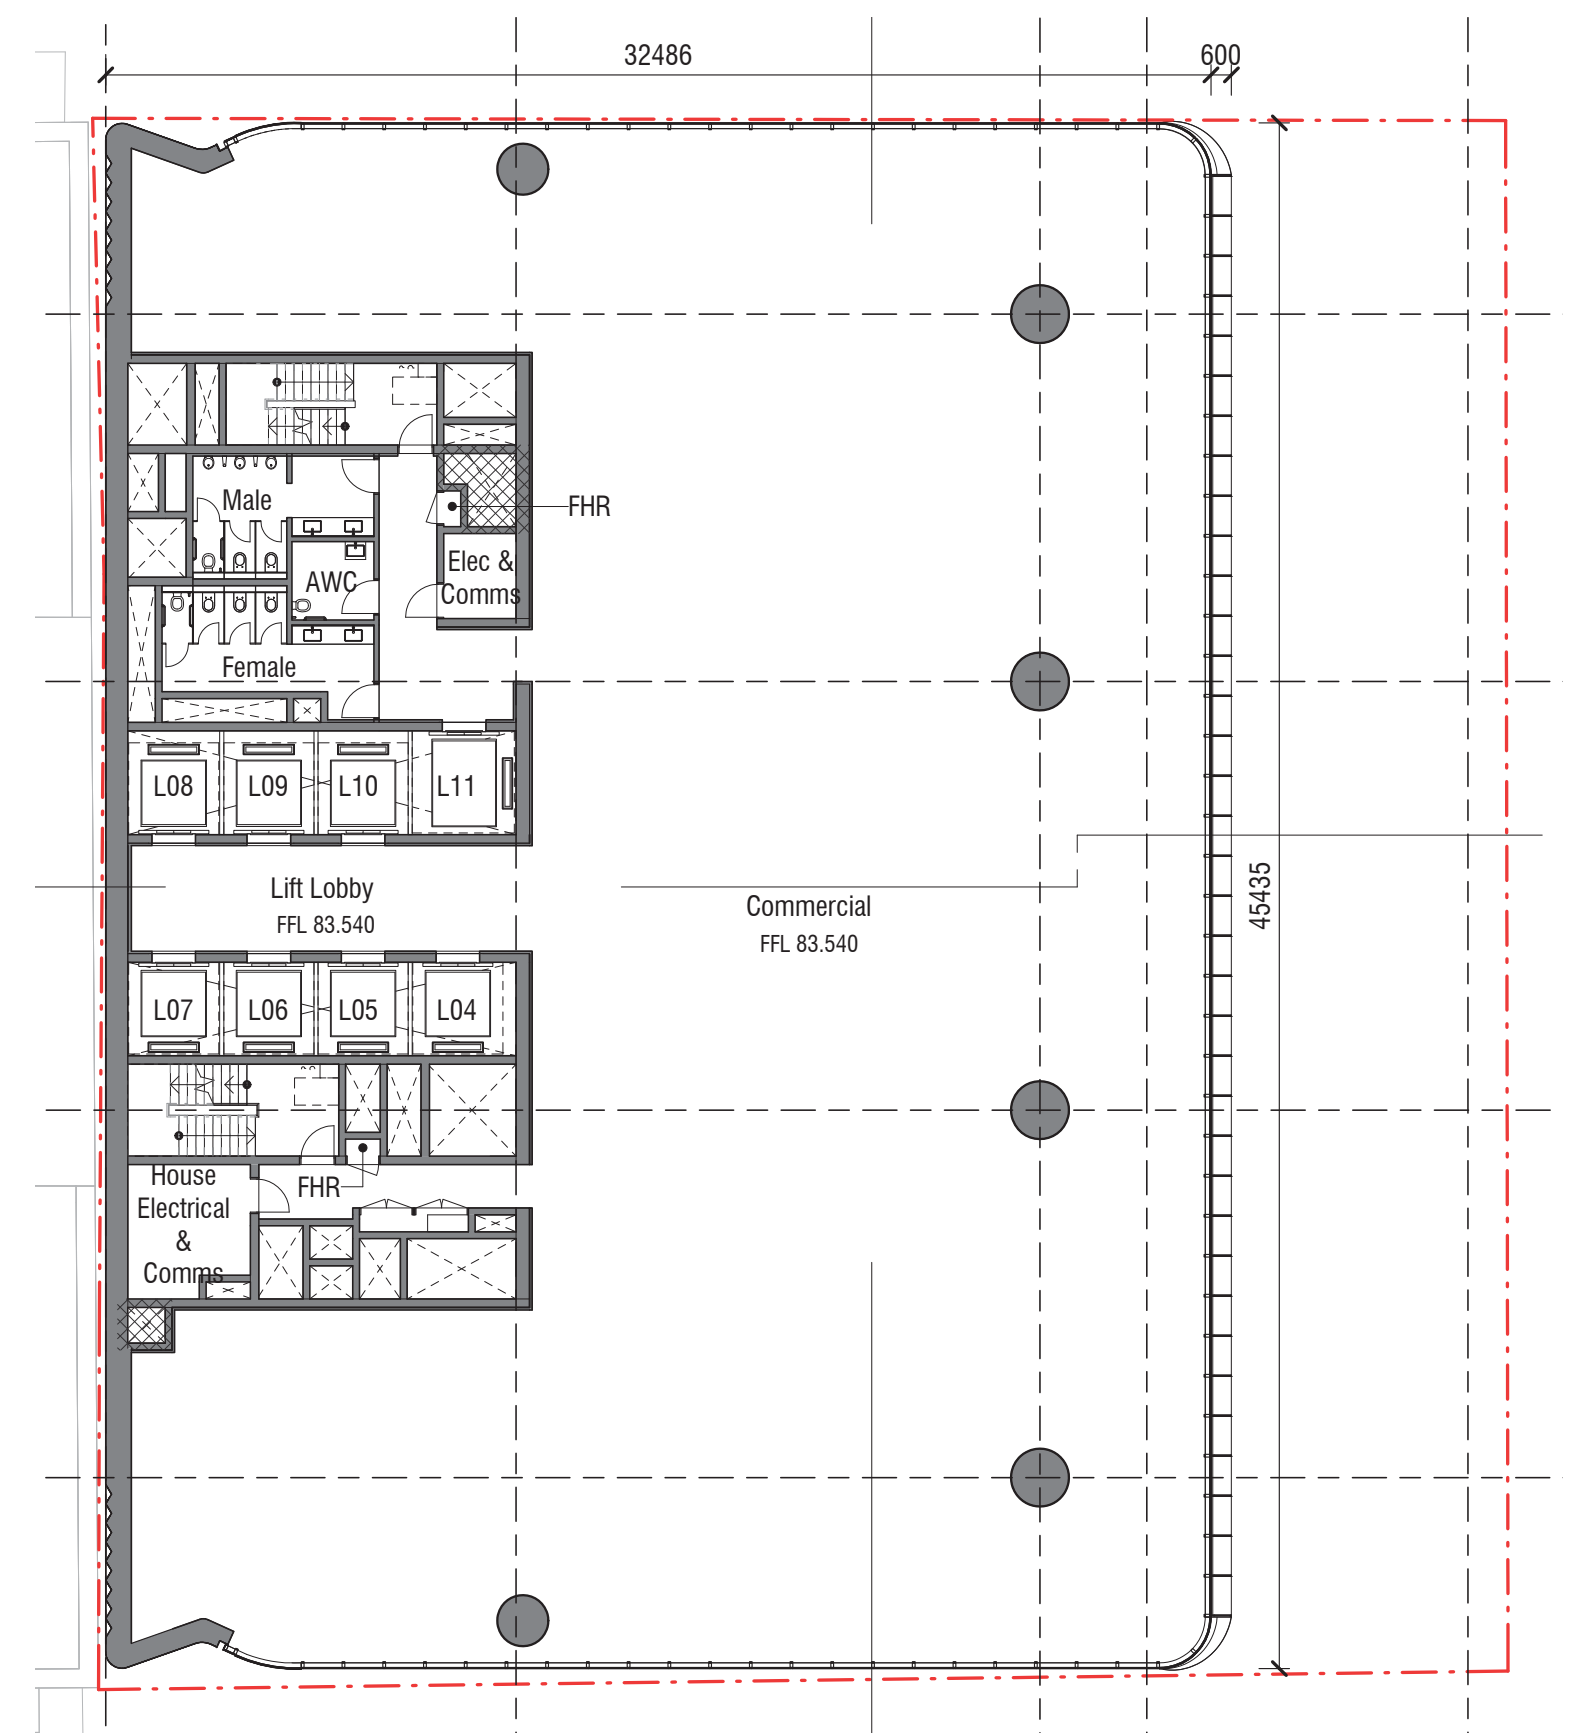 32486
600
Male
FHR
Elec &
Comms
AWC
Female
L08
L09
L10
L11
Lift Lobby
FFL 83.540
Commercial
FFL 83.540
45435
L07
L06
L05
L04
House
Electrical
&
Comms
FHR